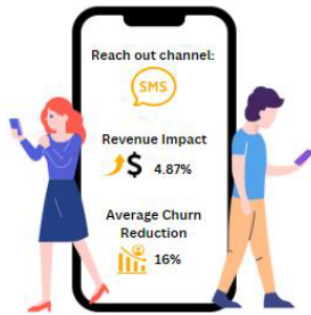 Reach out channel:
SMS
Revenue Impact
$ 4.87%
Average Churn
Reduction
16%